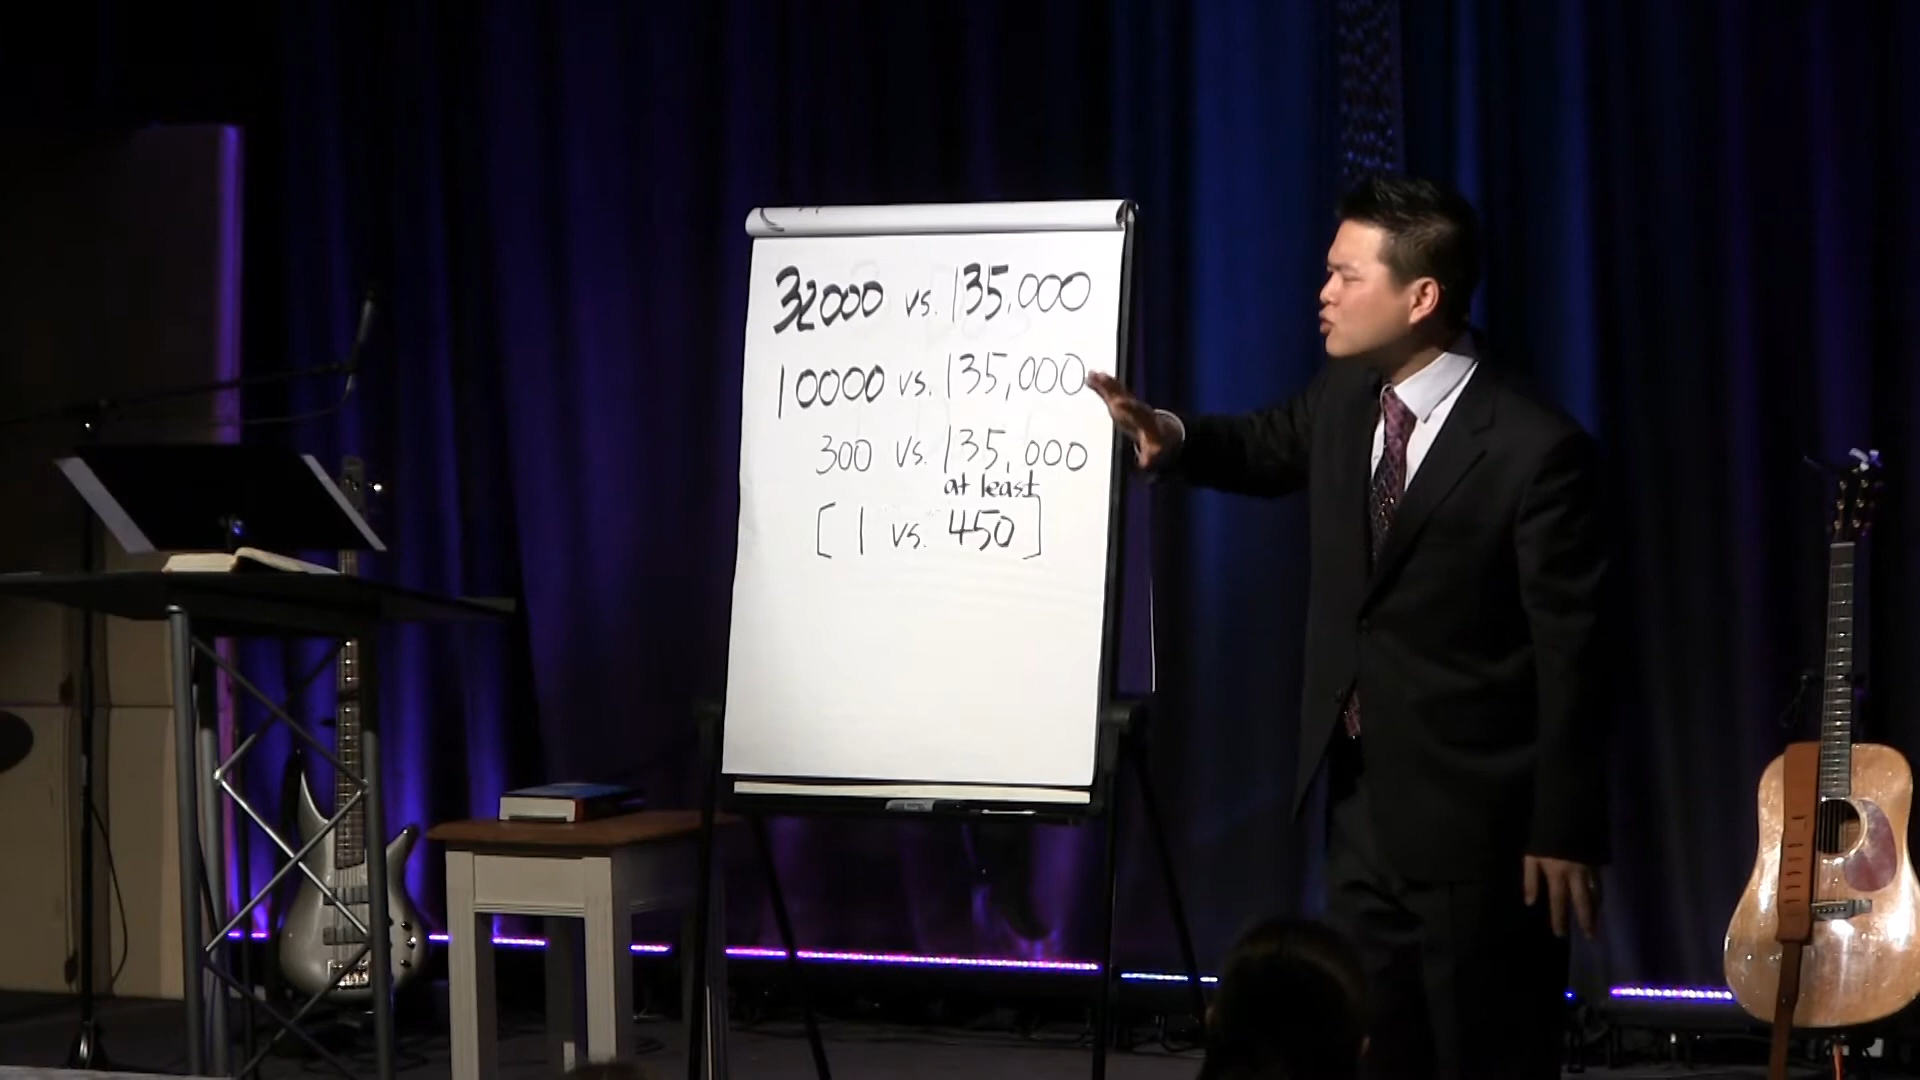 32000 vs. 135,000
10000 vs. 135,000
300 vs. 135,000
at least
[ 1 vs. 450 ]